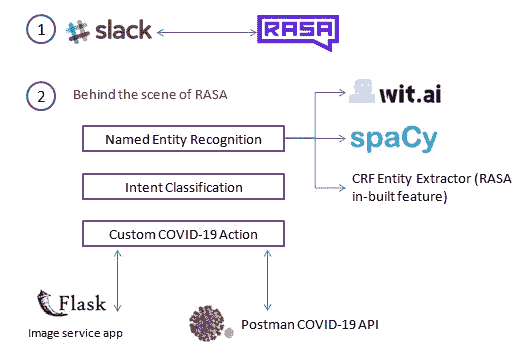 1
slack
RASA
2
Behind the scene of RASA
wit.ai
Named Entity Recognition
spaCy
Intent Classification
CRF Entity Extractor (RASA
in-built feature)
Custom COVID-19 Action
Flask
Image service app
Postman COVID-19 API